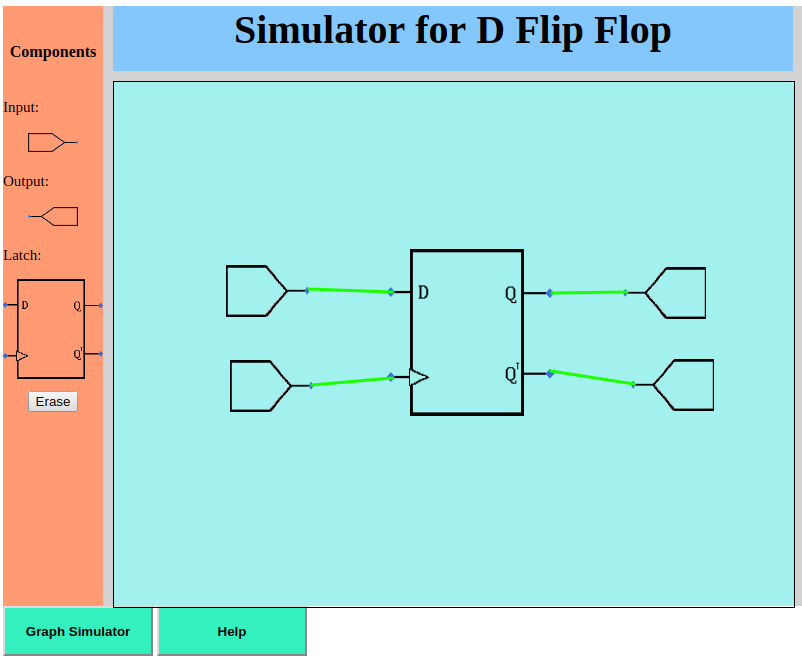 Simulator for D Flip Flop
Components
Input:
Output:
Latch:
D Q
Q'
Erase
D Q
Q'
Graph Simulator
Help